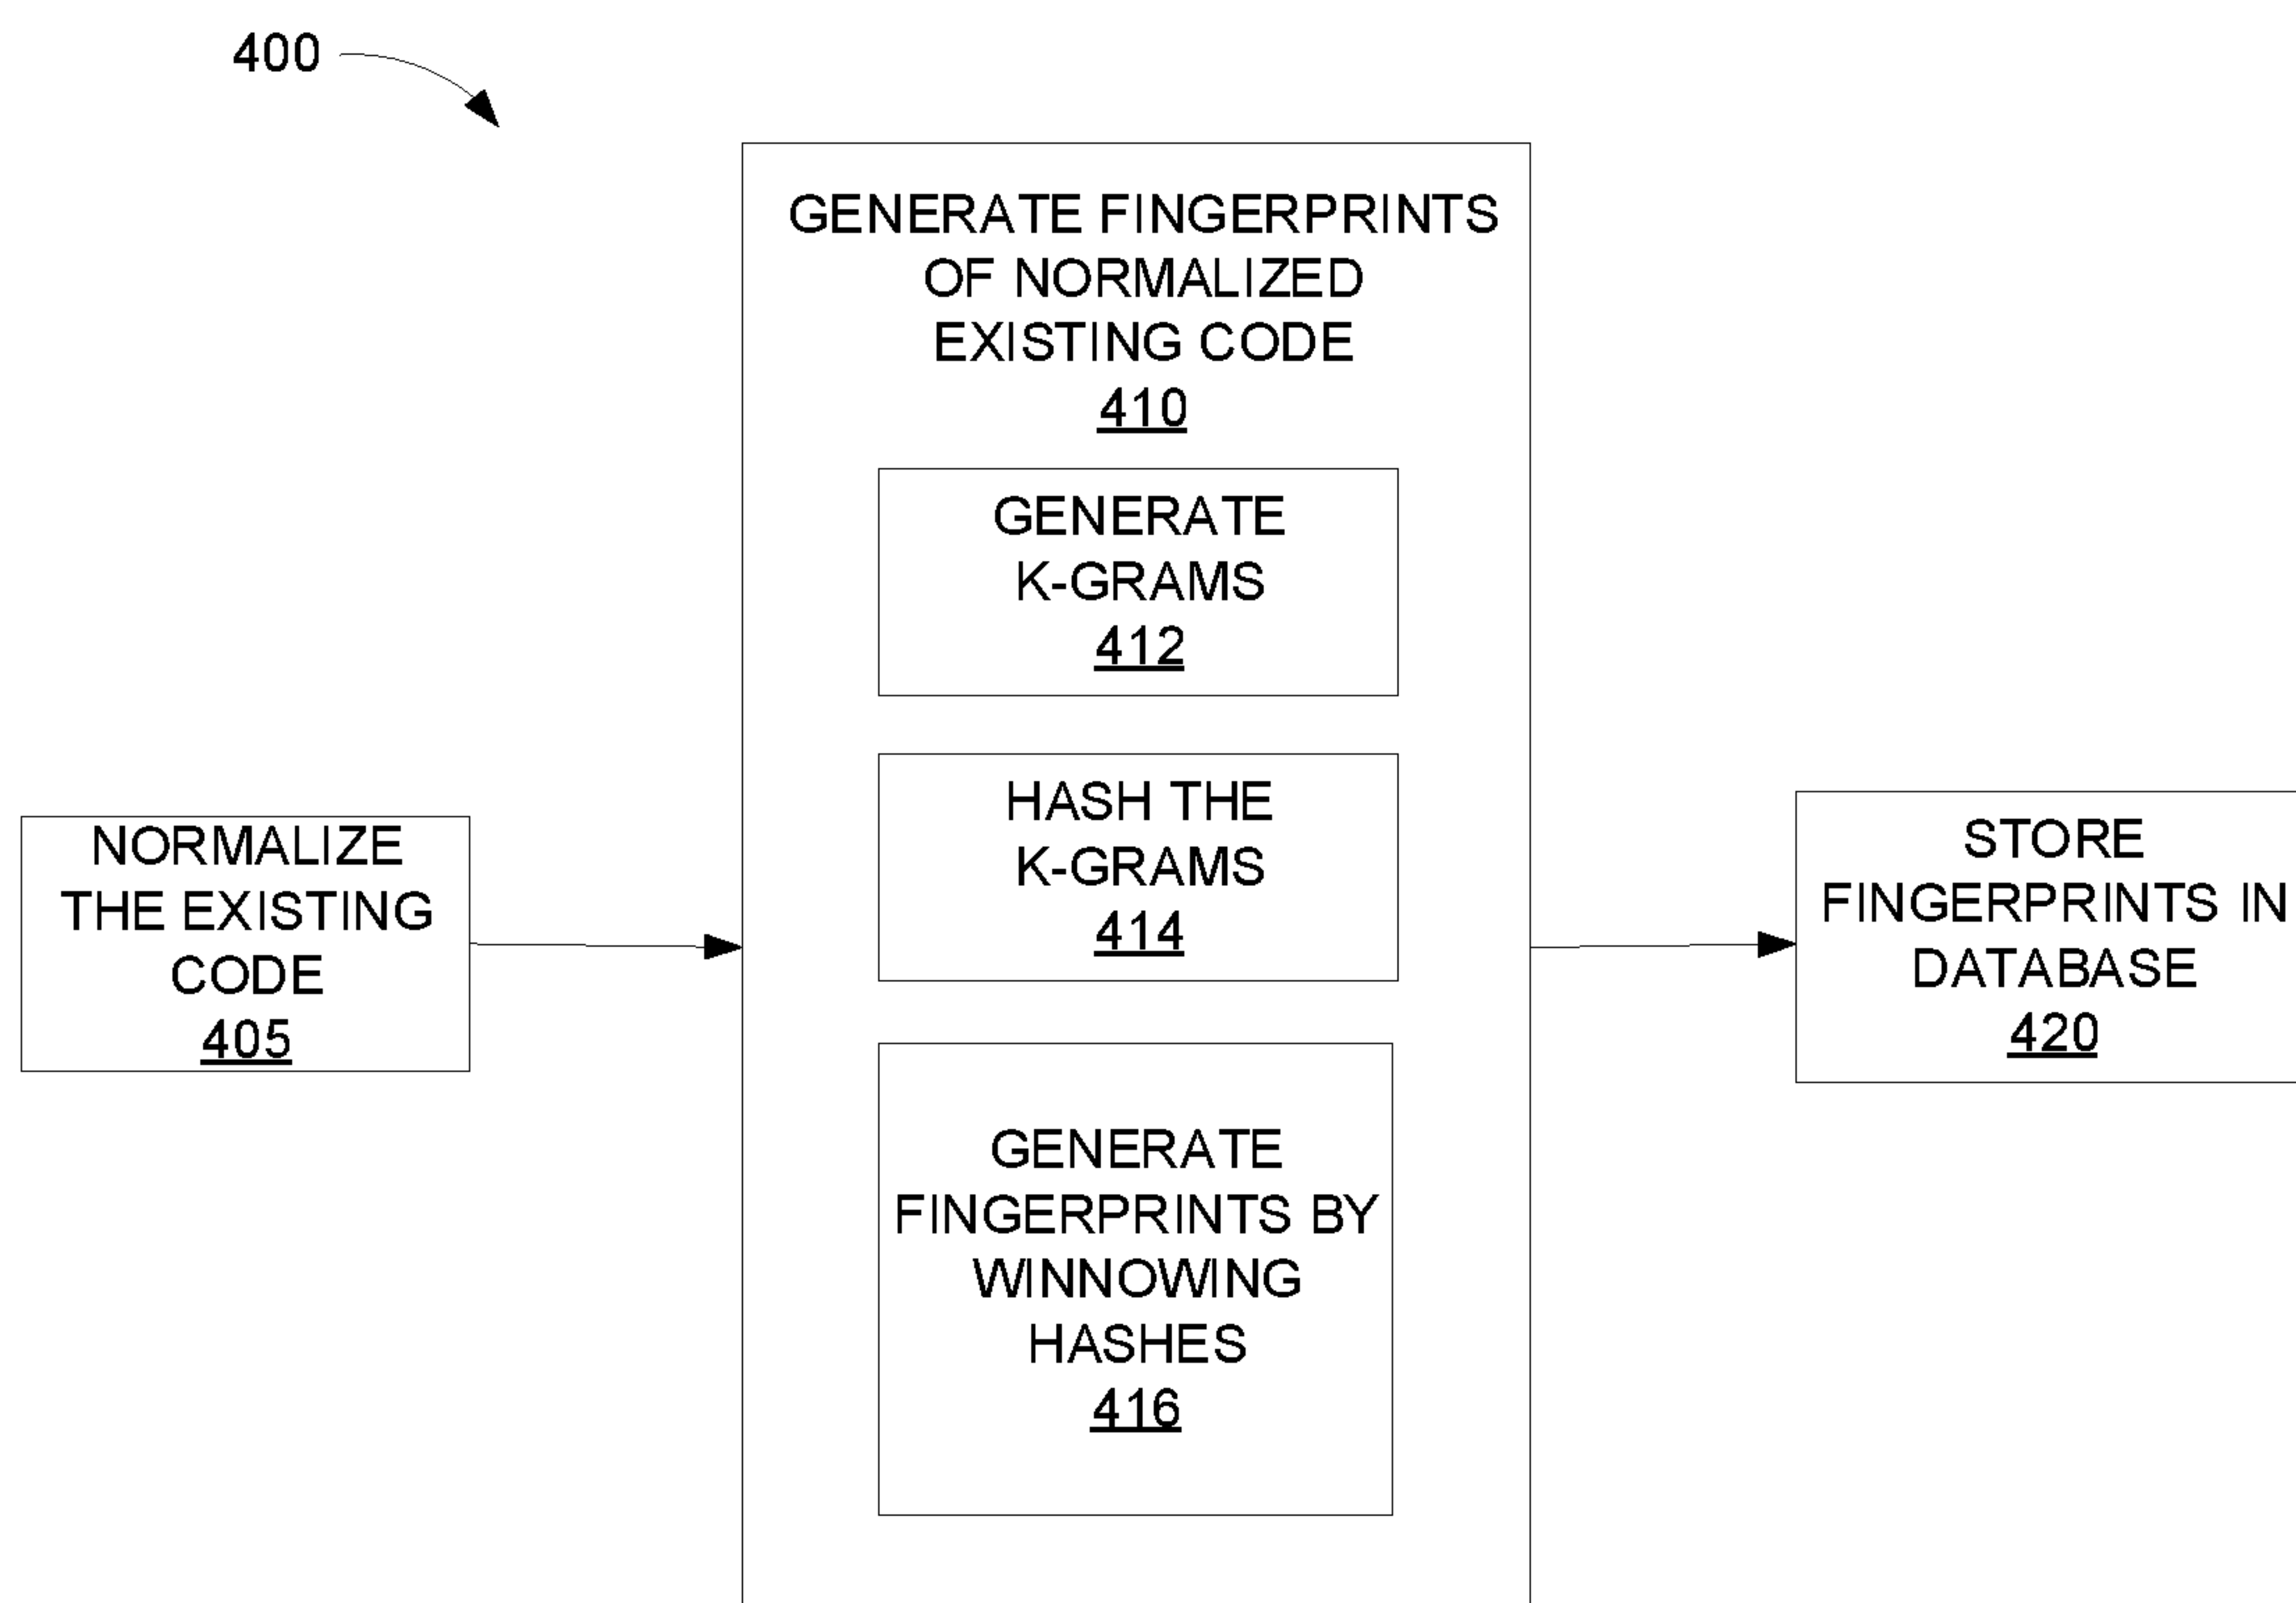 400
GENERATE FINGERPRINTS
OF NORMALIZED
EXISTING CODE
410
GENERATE
K-GRAMS
412
HASH THE
K-GRAMS
414
GENERATE
FINGERPRINTS BY
WINNOWING
HASHES
416
NORMALIZE
THE EXISTING
CODE
405
STORE
FINGERPRINTS IN
DATABASE
420